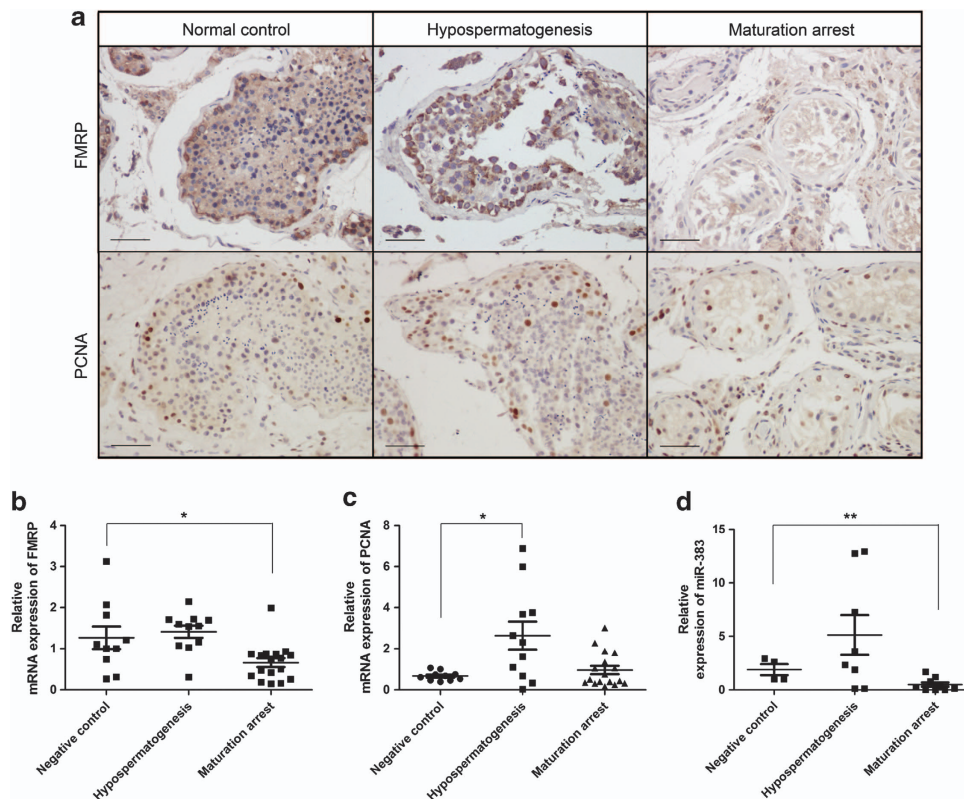 a
Normal control Hypospermatogenesis Maturation arrest
FMRP
PCNA
b
Relative
mRNA expression of FMRP
4
3
2
1
0
*
Negative control
Hypospermatogenesis
Maturation arrest
c
Relative
mRNA expression of PCNA
8
6
4
2
0
*
Negative control
Hypospermatogenesis
Maturation arrest
d
Relative
expression of miR-383
15
10
5
0
**
Negative control
Hypospermatogenesis
Maturation arrest